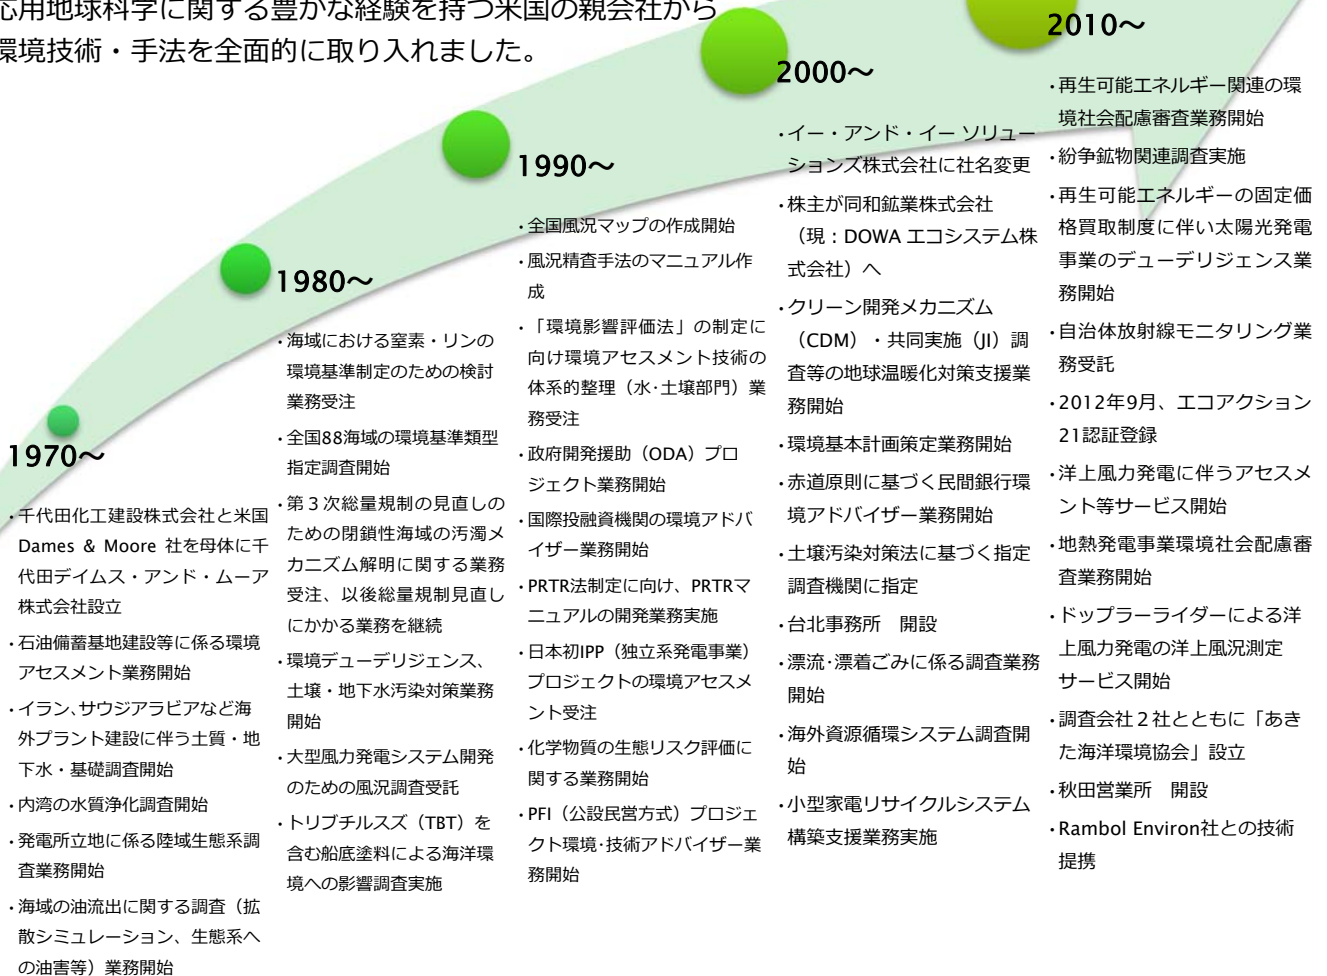 応用地球科学に関する豊かな経験を持つ米国の親会社から
環境技術・手法を全面的に取り入れました。
1970～
・千代田化工建設株式会社と米国
Dames & Moore 社を母体に千
代田デイムス・アンド・ムーア
株式会社設立
・石油備蓄基地建設等に係る環境
アセスメント業務開始
・イラン、サウジアラビアなど海
外プラント建設に伴う土質・地
下水・基礎調査開始
・内湾の水質浄化調査開始
・発電所立地に係る陸域生態系調
査業務開始
・海域の油流出に関する調査（拡
散シミュレーション、生態系へ
の油害等）業務開始
1980～
・海域における窒素・リンの
環境基準制定のための検討
業務受注
・全国88海域の環境基準類型
指定調査開始
・第３次総量規制の見直しの
ための閉鎖性海域の汚濁メ
カニズム解明に関する業務
受注、以後総量規制見直し
にかかる業務を継続
・環境デューデリジェンス、
土壌・地下水汚染対策業務
開始
・大型風力発電システム開発
のための風況調査受託
・トリブチルスズ（TBT）を
含む船底塗料による海洋環
境への影響調査実施
1990～
・全国風況マップの作成開始
・風況精査手法のマニュアル作
成
・「環境影響評価法」の制定に
向け環境アセスメント技術の
体系的整理（水・土壌部門）業
務受注
・政府開発援助（ODA）プロ
ジェクト業務開始
・国際投融資機関の環境アドバ
イザー業務開始
・PRTR法制定に向け、PRTRマ
ニュアルの開発業務実施
・日本初IPP（独立系発電事業）
プロジェクトの環境アセスメ
ント受注
・化学物質の生態リスク評価に
関する業務開始
・PFI（公設民営方式）プロジェ
クト環境・技術アドバイザー業
務開始
2000～
・イー・アンド・イー ソリュー
ションズ株式会社に社名変更
・株主が同和鉱業株式会社
（現：DOWA エコシステム株
式会社）へ
・クリーン開発メカニズム
（CDM）・共同実施（JI）調
査等の地球温暖化対策支援業
務開始
・環境基本計画策定業務開始
・赤道原則に基づく民間銀行環
境アドバイザー業務開始
・土壌汚染対策法に基づく指定
調査機関に指定
・台北事務所　開設
・漂流・漂着ごみに係る調査業務
開始
・海外資源循環システム調査開
始
・小型家電リサイクルシステム
構築支援業務実施
2010～
・再生可能エネルギー関連の環
境社会配慮審査業務開始
・紛争鉱物関連調査実施
・再生可能エネルギーの固定価
格買取制度に伴い太陽光発電
事業のデューデリジェンス業
務開始
・自治体放射線モニタリング業
務受託
・2012年9月、エコアクション
21認証登録
・洋上風力発電に伴うアセスメ
ント等サービス開始
・地熱発電事業環境社会配慮審
査業務開始
・ドップラーライダーによる洋
上風力発電の洋上風況測定
サービス開始
・調査会社２社とともに「あき
た海洋環境協会」設立
・秋田営業所　開設
・Rambol Environ社との技術
提携